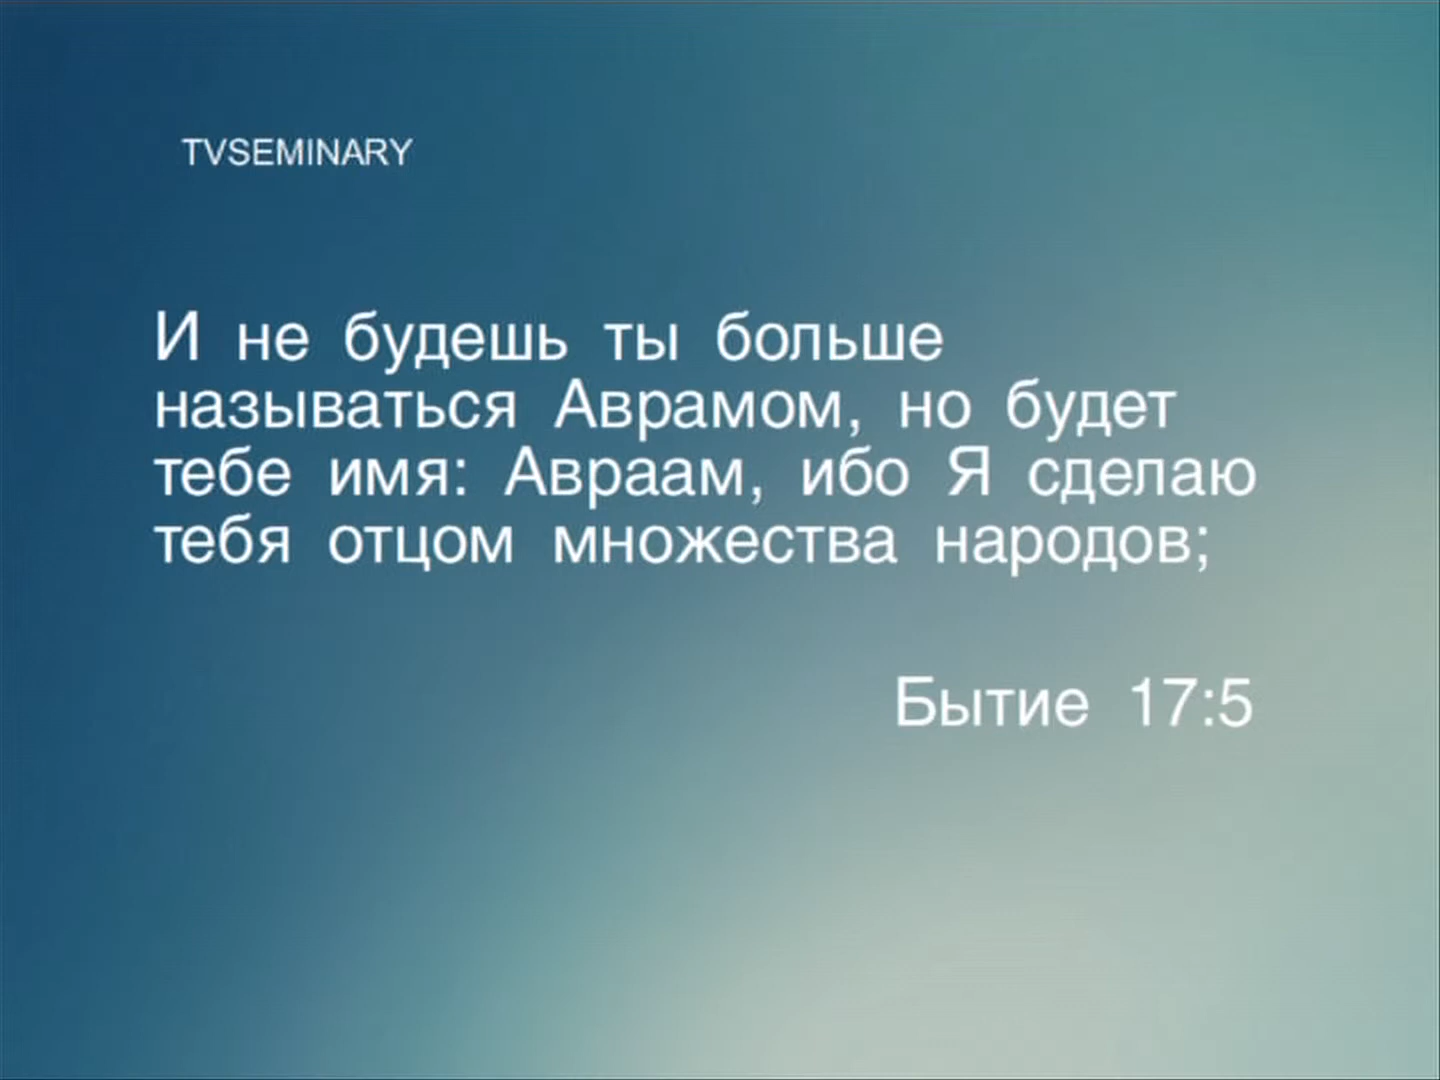 TVSEMINARY
И не будешь ты больше
называться Аврамом, но будет
тебе имя: Авраам, ибо Я сделаю
тебя отцом множества народов;
Бытие 17:5